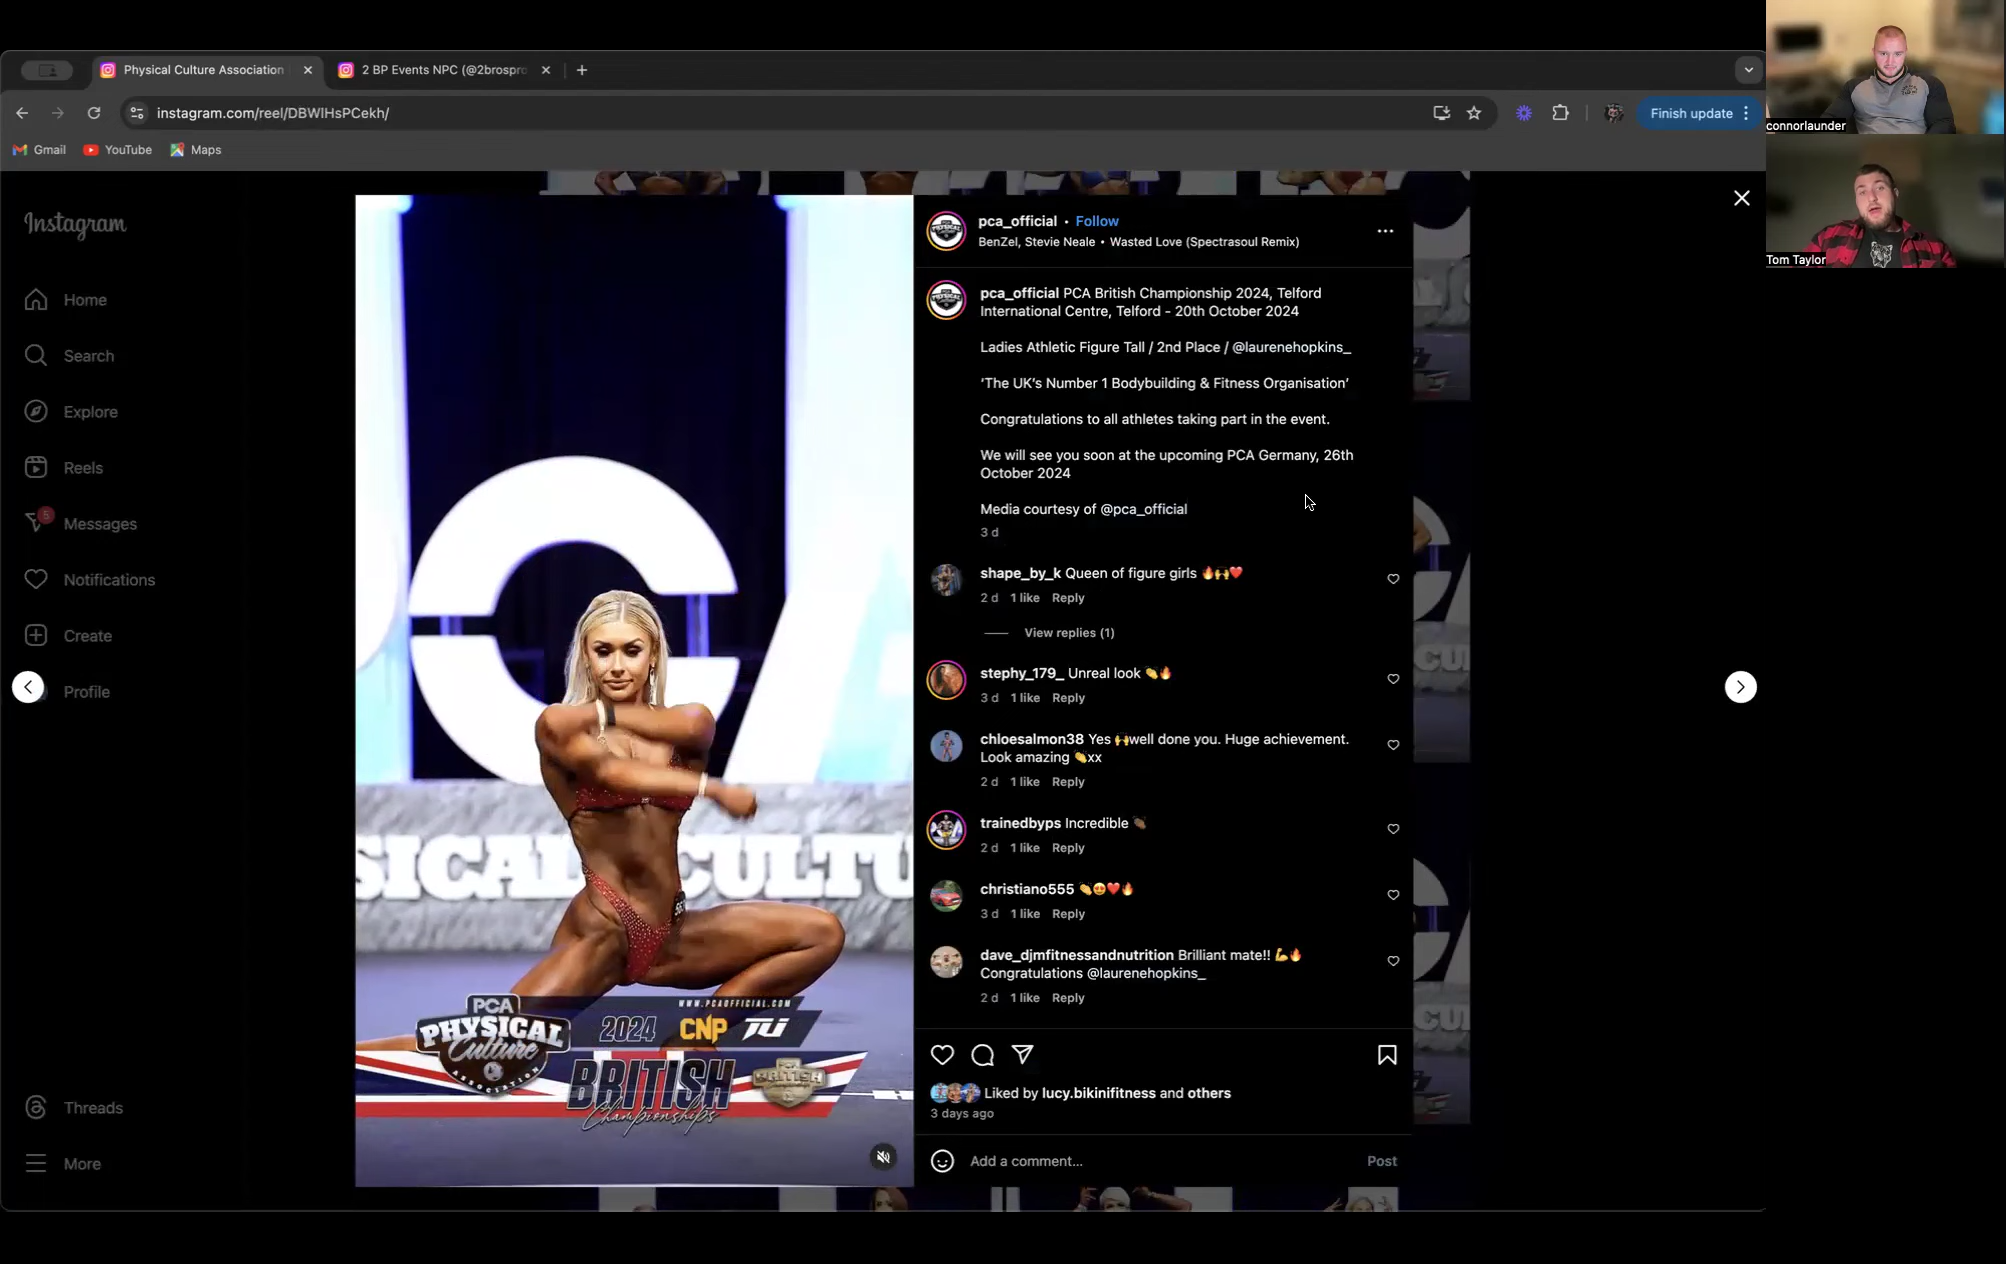 Physical Culture Association
2 BP Events NPC (@2brospro
instagram.com/reel/DBWIHsPCekh/
Finish update
Gmail
YouTube
Maps
connorlaunder
Tom Taylor
Instagram
Home
Search
Explore
Reels
5
Messages
Notifications
Create
Profile
Threads
More
SICAL CULTU
WWW.PCAOFFICIAL.COM
PCA
PHYSICAL
Culture
ASSOCIATION
2024 CNP
BRITISH
Championships
BRITISH
pca_official • Follow
BenZel, Stevie Neale • Wasted Love (Spectrasoul Remix)
pca_official PCA British Championship 2024, Telford
International Centre, Telford - 20th October 2024
Ladies Athletic Figure Tall / 2nd Place / @laurenehopkins_
‘The UK’s Number 1 Bodybuilding & Fitness Organisation’
Congratulations to all athletes taking part in the event.
We will see you soon at the upcoming PCA Germany, 26th
October 2024
Media courtesy of @pca_official
3 d
shape_by_k Queen of figure girls 🔥🙌❤️
2 d 1 like Reply
View replies (1)
stephy_179_ Unreal look 👏🔥
3 d 1 like Reply
chloesalmon38 Yes 🙌well done you. Huge achievement.
Look amazing 👏xx
2 d 1 like Reply
trainedbyps Incredible 👏🏾
2 d 1 like Reply
christiano555 👏😍❤️🔥
3 d 1 like Reply
dave_djmfitnessandnutrition Brilliant mate!! 💪🔥
Congratulations @laurenehopkins_
2 d 1 like Reply
Liked by lucy.bikinifitness and others
3 days ago
Add a comment...
Post